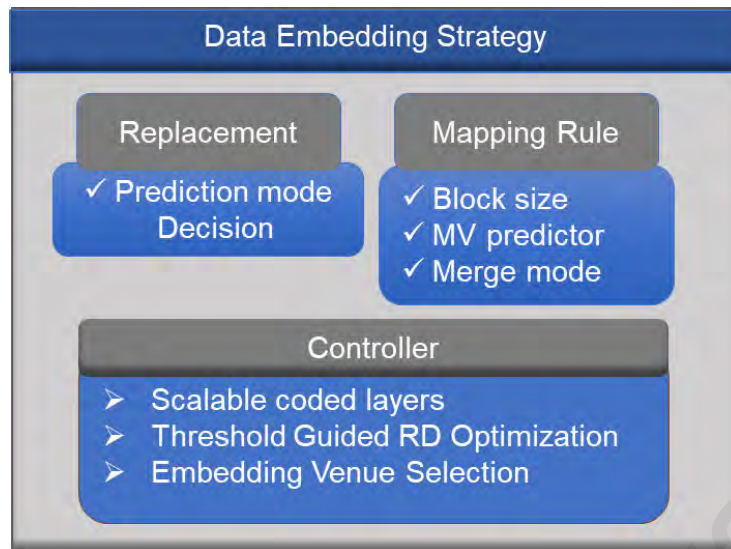 Data Embedding Strategy
Replacement
✓ Prediction mode
Decision
Mapping Rule
✓ Block size
✓ MV predictor
✓ Merge mode
Controller
➢ Scalable coded layers
➢ Threshold Guided RD Optimization
➢ Embedding Venue Selection